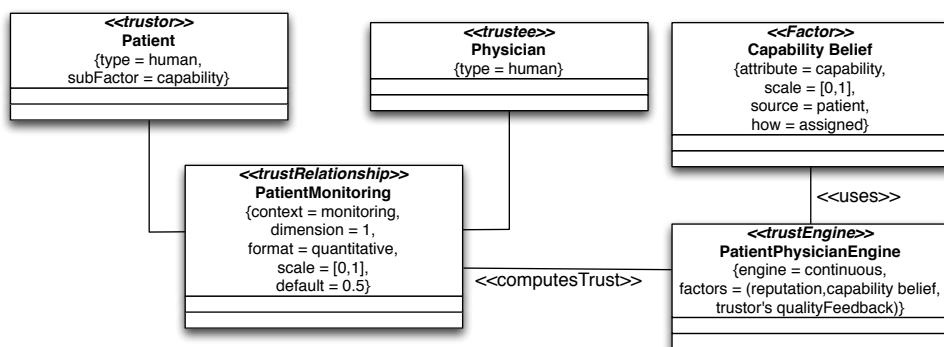 <<trustor>>
Patient
{type = human,
subFactor = capability}
<<trustee>>
Physician
{type = human}
<<Factor>>
Capability Belief
{attribute = capability,
scale = [0,1],
source = patient,
how = assigned}
<<trustRelationship>>
PatientMonitoring
{context = monitoring,
dimension = 1,
format = quantitative,
scale = [0,1],
default = 0.5}
<<uses>>
<<computesTrust>>
<<trustEngine>>
PatientPhysicianEngine
{engine = continuous,
factors = (reputation,capability belief,
trustor's qualityFeedback)}